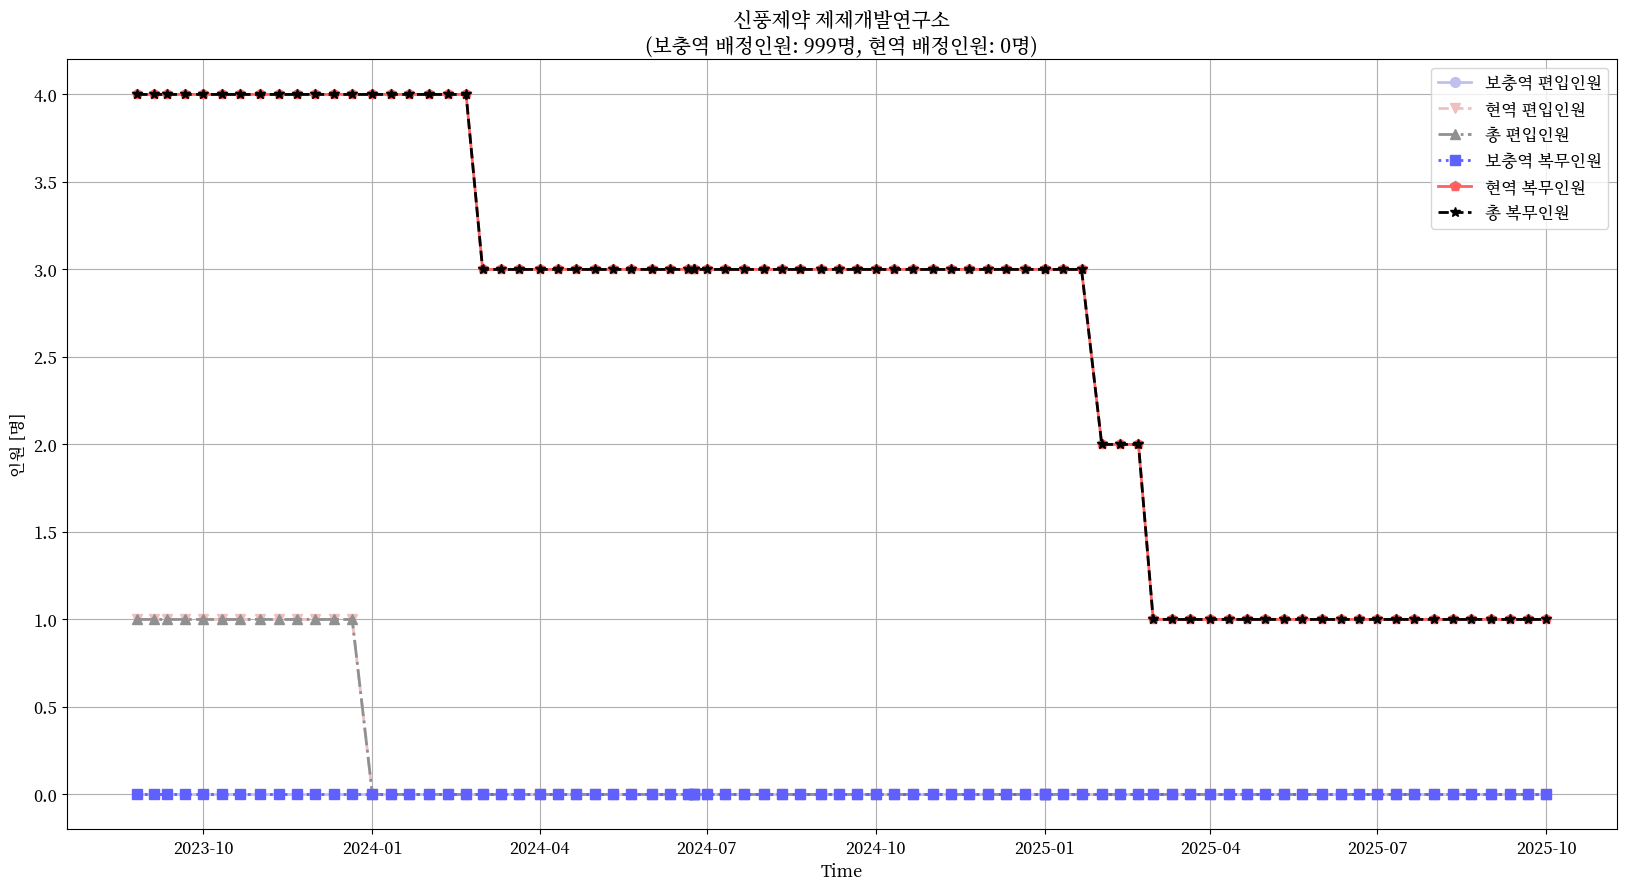 신풍제약 제제개발연구소
(보충역 배정인원: 999명, 현역 배정인원: 0명)
보충역 편입인원
현역 편입인원
총 편입인원
보충역 복무인원
현역 복무인원
총 복무인원
4.0
3.5
3.0
2.5
2.0
1.5
1.0
0.5
0.0
인원 [명]
2023-10
2024-01
2024-04
2024-07
2024-10
2025-01
2025-04
2025-07
2025-10
Time